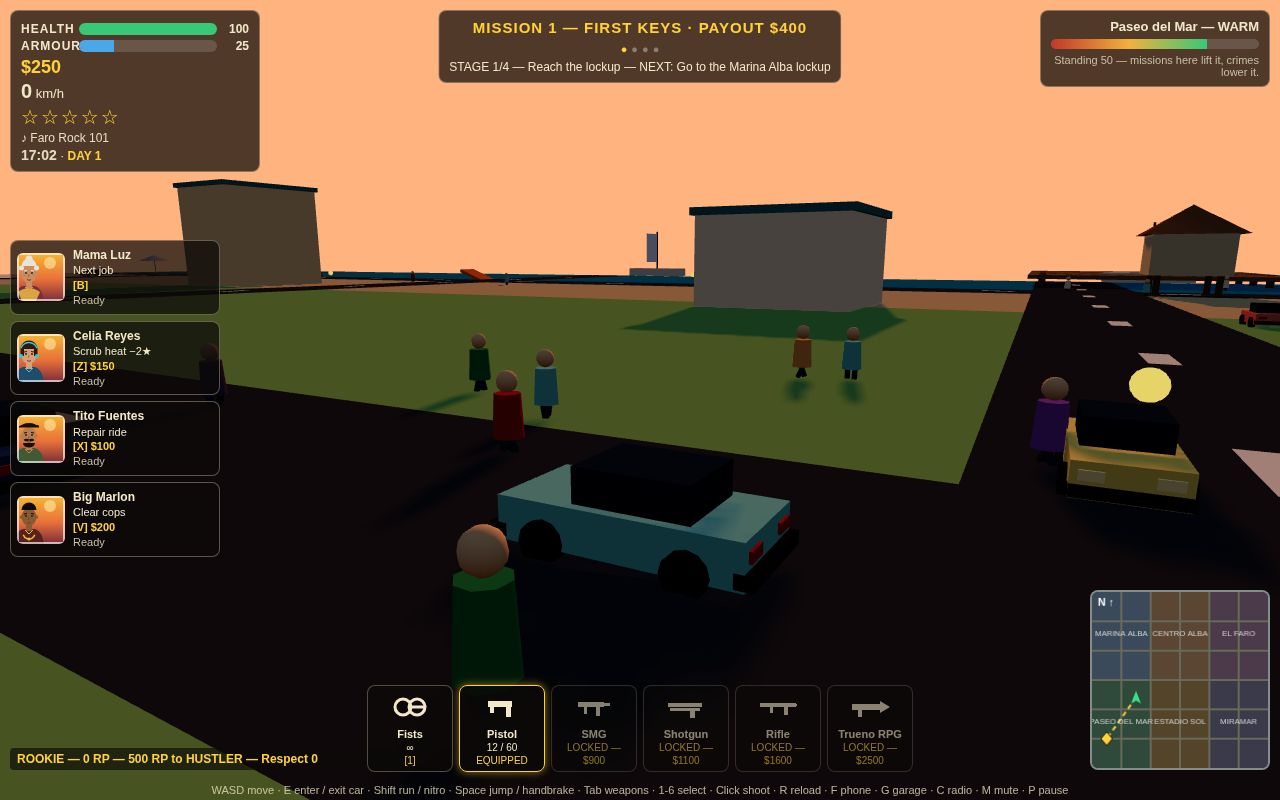 HEALTH 100
ARMOUR 25
$250
0 km/h
☆☆☆☆☆
♪ Faro Rock 101
17:02 · DAY 1
MISSION 1 — FIRST KEYS · PAYOUT $400
STAGE 1/4 — Reach the lockup — NEXT: Go to the Marina Alba lockup
Paseo del Mar — WARM
Standing 50 — missions here lift it, crimes
lower it.
Mama Luz
Next job
[B]
Ready
Celia Reyes
Scrub heat −2★
[Z] $150
Ready
Tito Fuentes
Repair ride
[X] $100
Ready
Big Marlon
Clear cops
[V] $200
Ready
N ↑
MARINA ALBA CENTRO ALBA EL FARO
PASEO DEL MAR ESTADIO SOL MIRAMAR
Fists
∞
[1]
Pistol
12 / 60
EQUIPPED
SMG
LOCKED —
$900
Shotgun
LOCKED —
$1100
Rifle
LOCKED —
$1600
Trueno RPG
LOCKED —
$2500
ROOKIE — 0 RP — 500 RP to HUSTLER — Respect 0
WASD move · E enter / exit car · Shift run / nitro · Space jump / handbrake · Tab weapons · 1-6 select · Click shoot · R reload · F phone · G garage · C radio · M mute · P pause